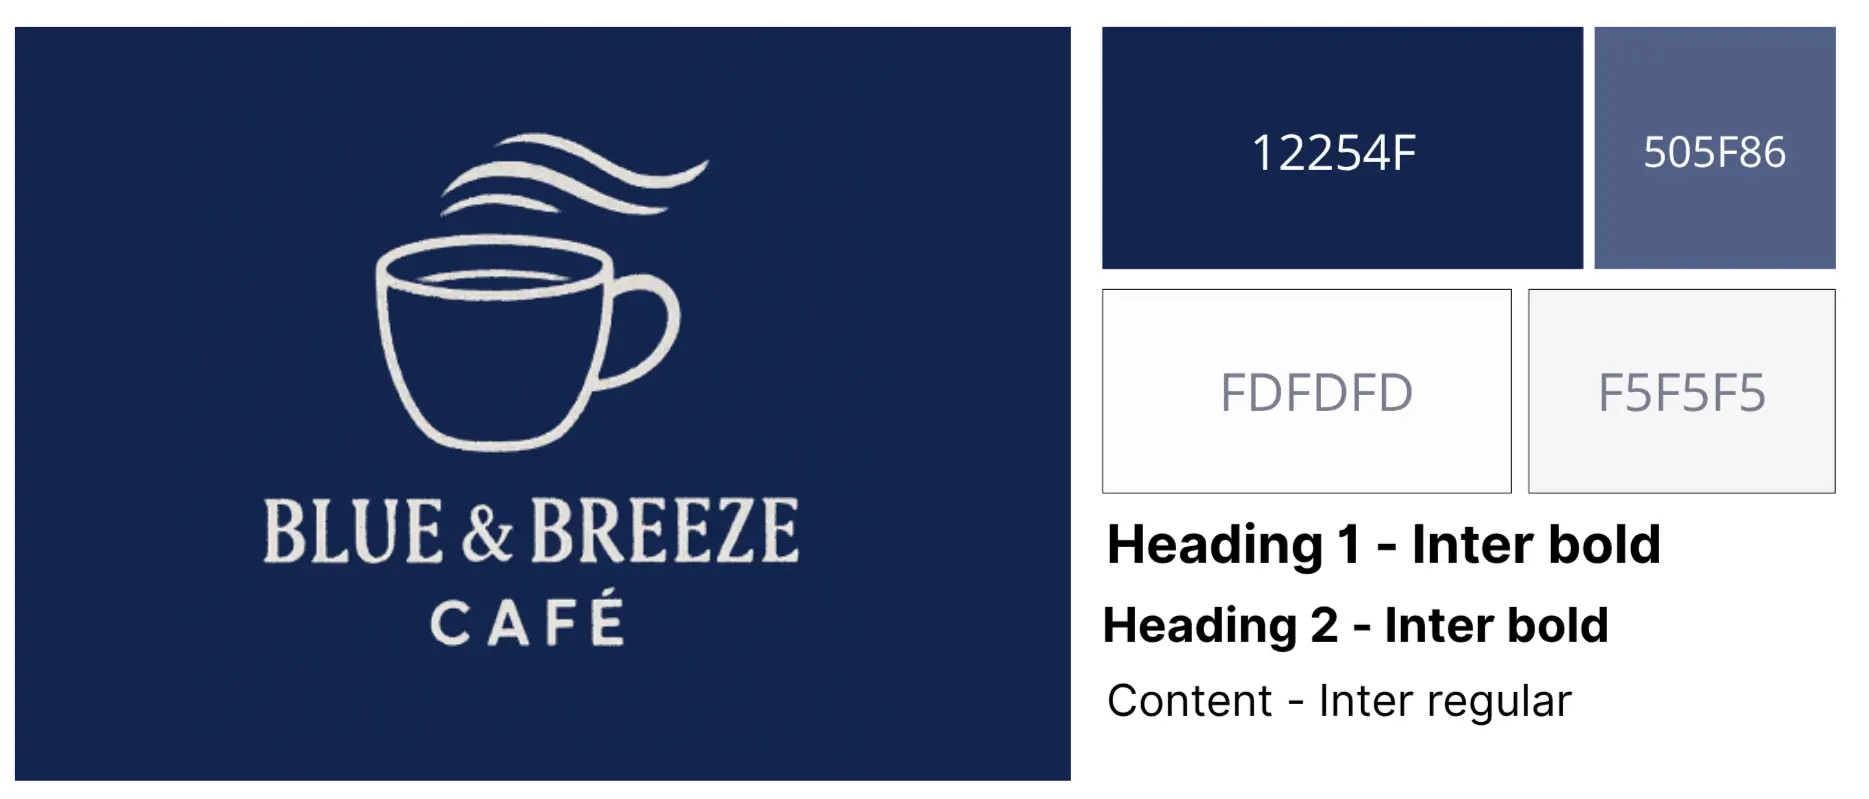 BLUE & BREEZE
CAFÉ
12254F
505F86
FDFDFD
F5F5F5
Heading 1 - Inter bold
Heading 2 - Inter bold
Content - Inter regular